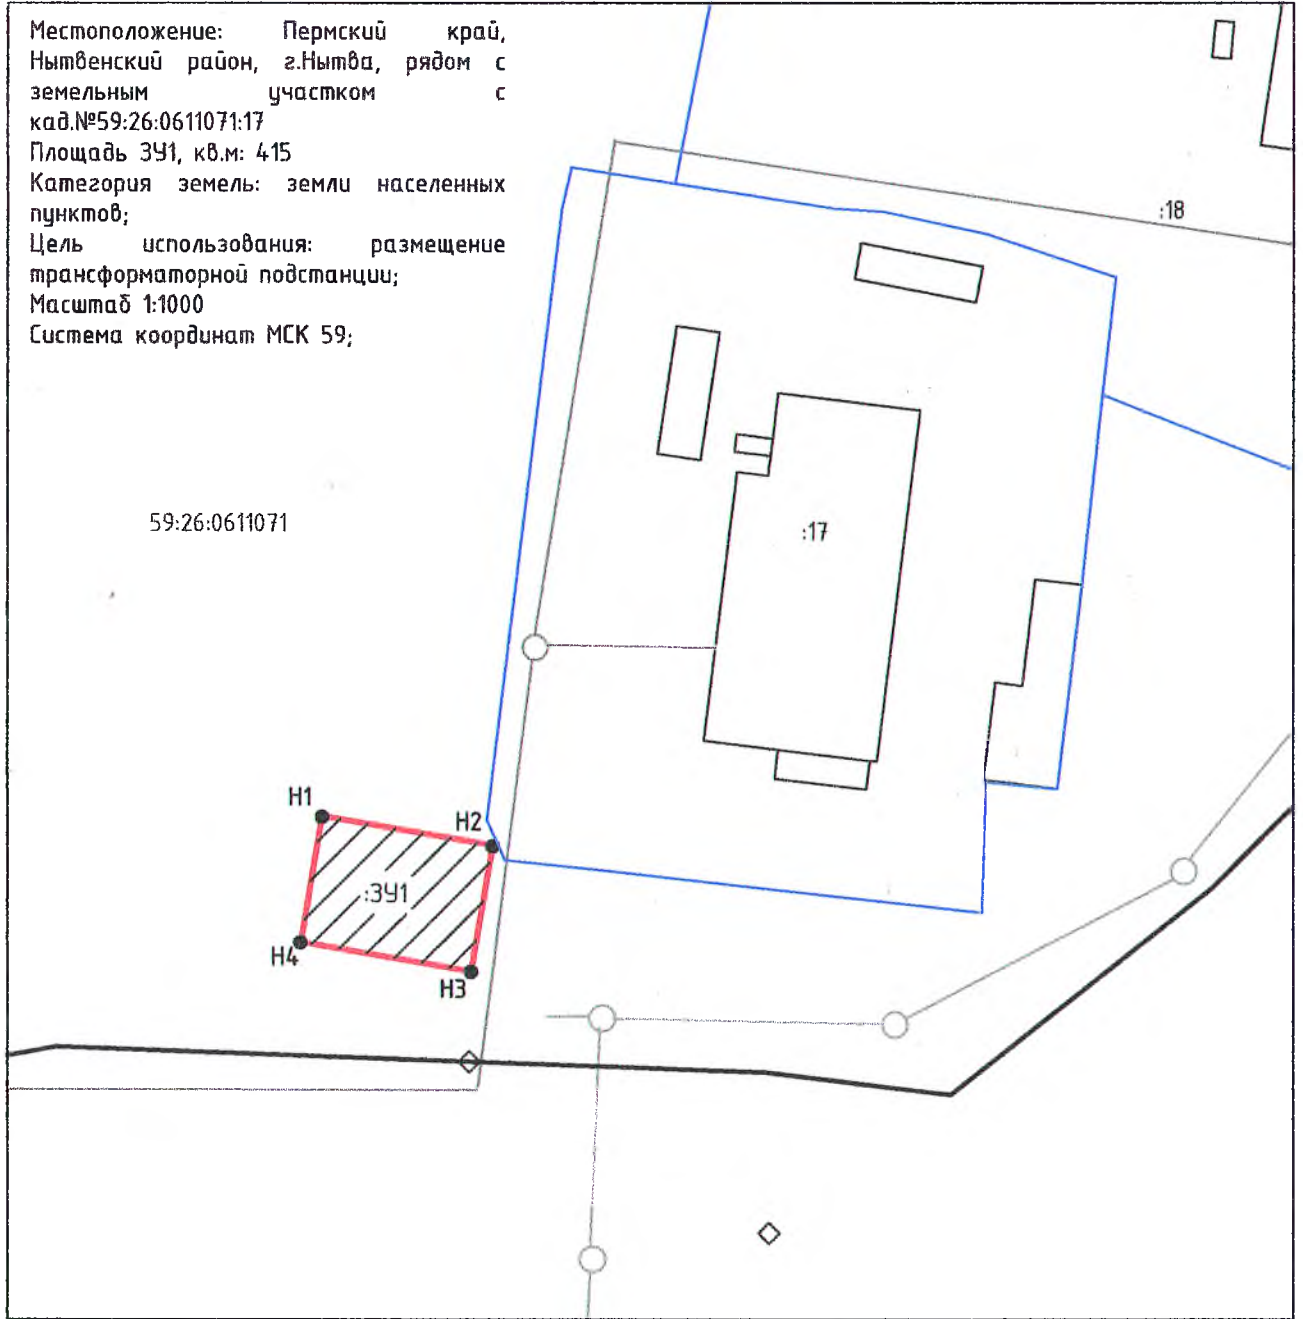 Местоположение: Пермский край,
Нытвенский район, г.Нытва, рядом с
земельным участком с
кад.№59:26:0611071:17
Площадь ЗУ1, кв.м: 415
Категория земель: земли населенных
пунктов;
Цель использования: размещение
трансформаторной подстанции;
Масштаб 1:1000
Система координат МСК 59;
:18
59:26:0611071
:17
Н1
Н2
:ЗУ1
Н4
Н3